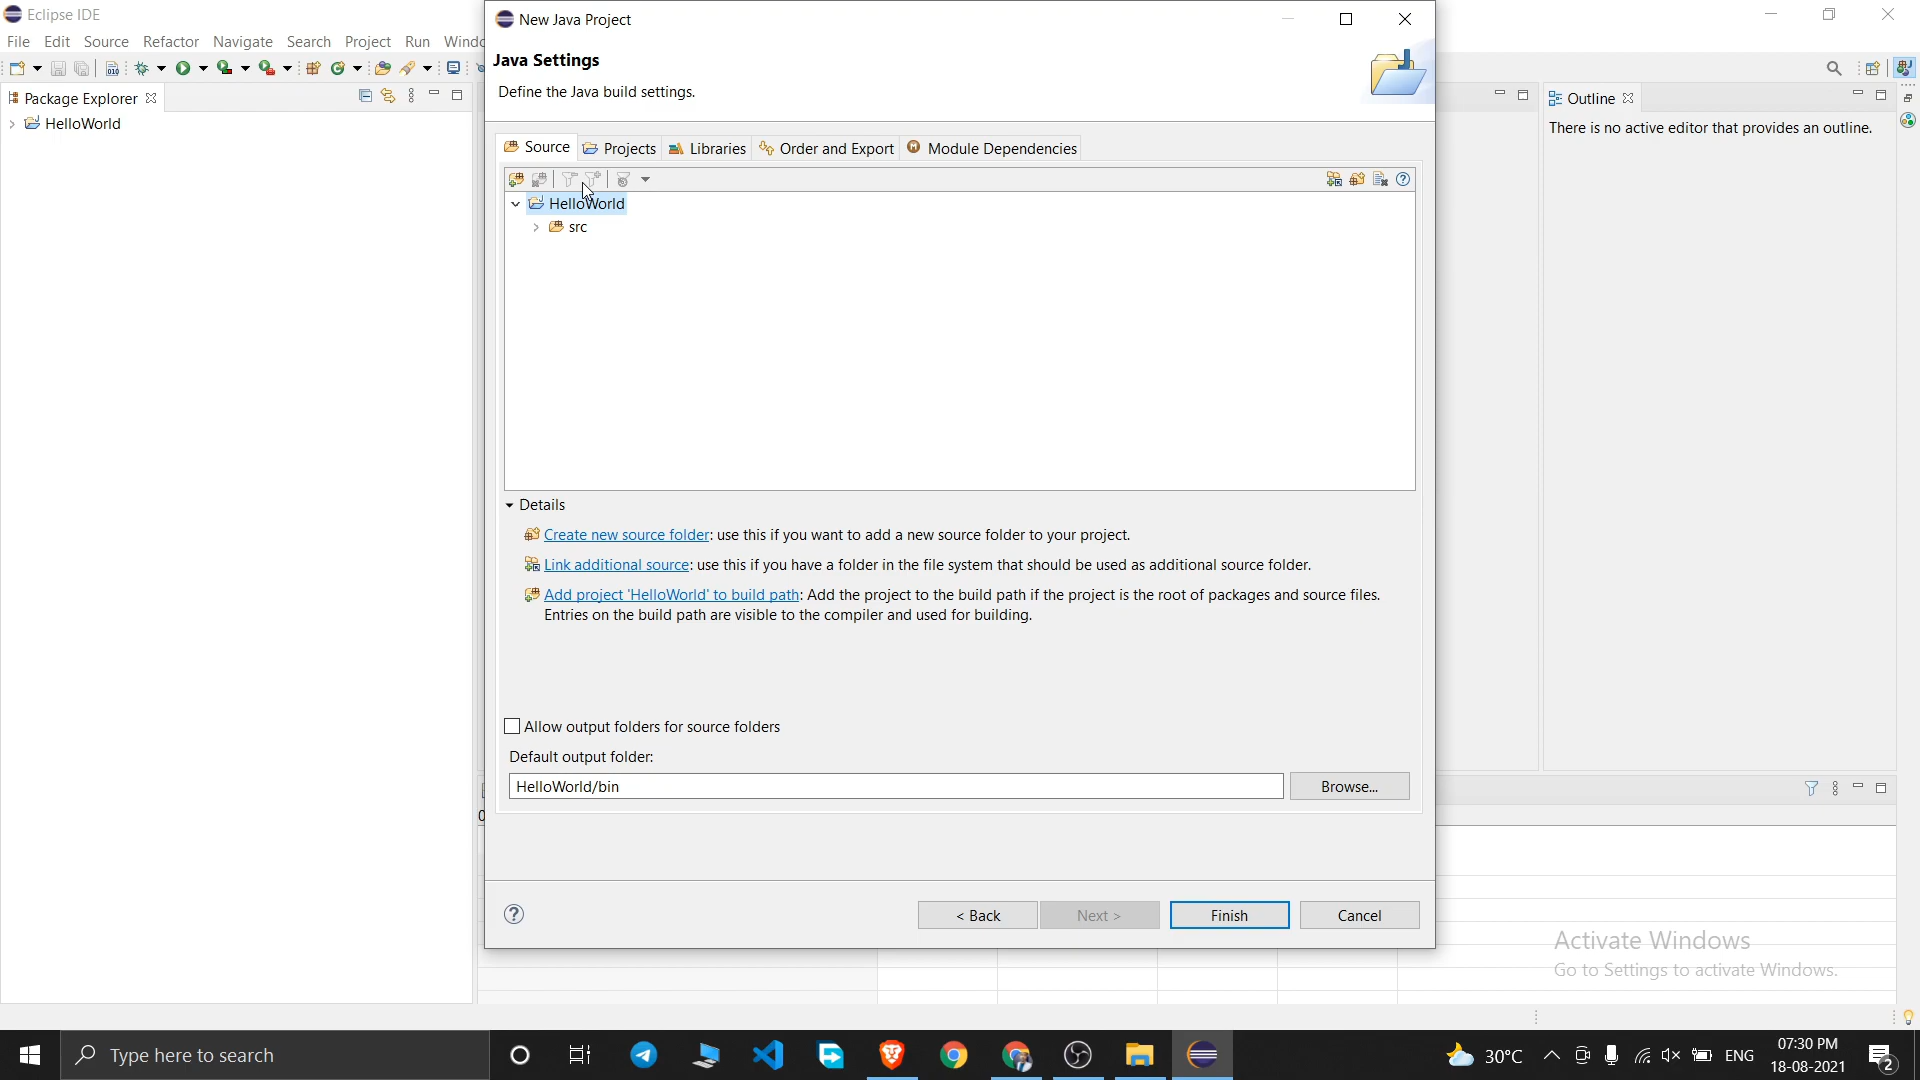 Eclipse IDE
File Edit Source Refactor Navigate Search Project Run Windo
Package Explorer
HelloWorld
New Java Project
Java Settings
Define the Java build settings.
Source Projects Libraries Order and Export Module Dependencies
HelloWorld
src
Details
Create new source folder: use this if you want to add a new source folder to your project.
Link additional source: use this if you have a folder in the file system that should be used as additional source folder.
Add project 'HelloWorld' to build path: Add the project to the build path if the project is the root of packages and source files.
Entries on the build path are visible to the compiler and used for building.
Allow output folders for source folders
Default output folder:
HelloWorld/bin Browse...
< Back Next > Finish Cancel
Outline
There is no active editor that provides an outline.
0
Activate Windows
Go to Settings to activate Windows.
Type here to search
30°C ENG 07:30 PM
18-08-2021
2